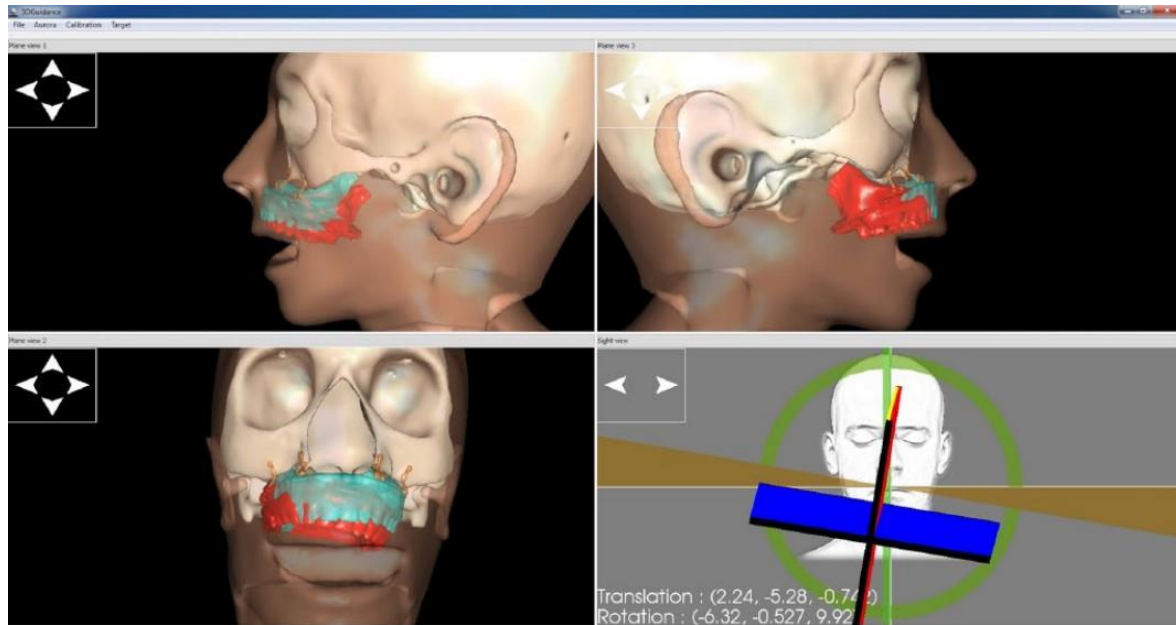 3DGuidance
File Aurora Calibration Target
Plane view 1
Plane view 3
Plane view 2
Sight view
Translation : (2.24, -5.28, -0.742)
Rotation : (-6.32, -0.527, 9.92